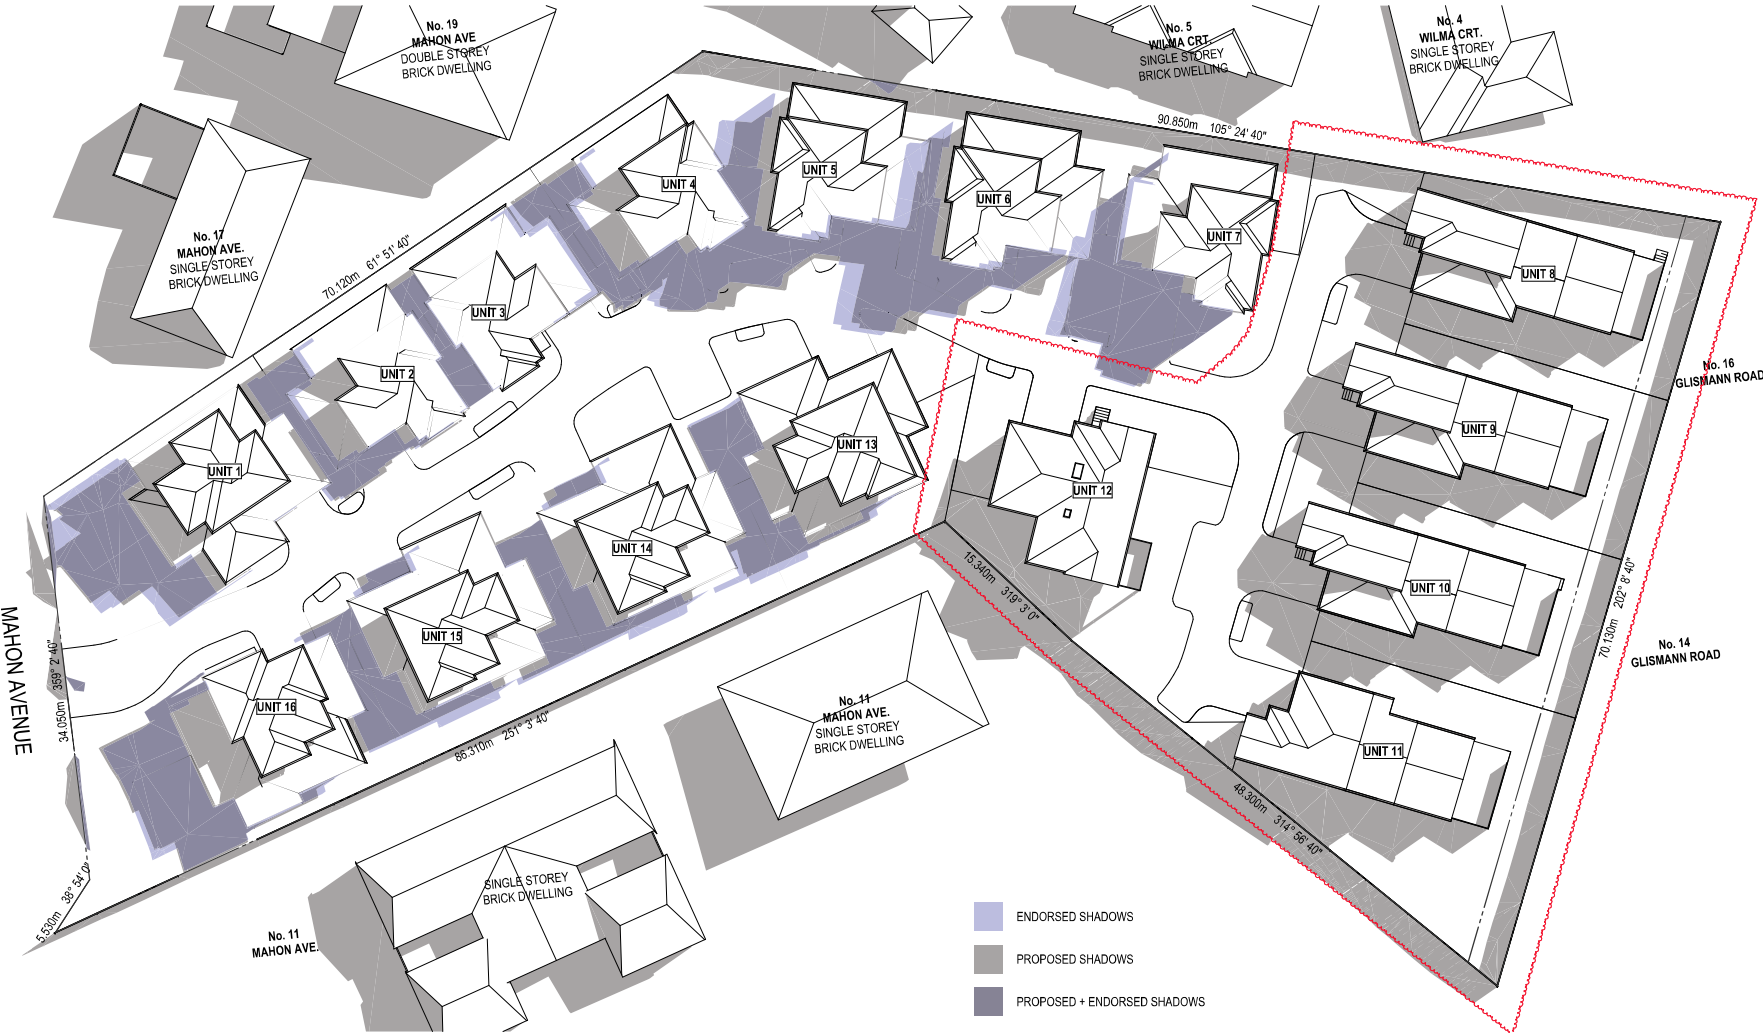 No. 19
MAHON AVE
DOUBLE STOREY
BRICK DWELLING
No. 5
WILMA CRT.
SINGLE STOREY
BRICK DWELLING
No. 4
WILMA CRT.
SINGLE STOREY
BRICK DWELLING
90.850m 105° 24' 40"
No. 17
MAHON AVE.
SINGLE STOREY
BRICK DWELLING
70.120m 61° 51' 40"
UNIT 4
UNIT 5
UNIT 6
UNIT 7
UNIT 8
UNIT 3
UNIT 2
UNIT 1
No. 16
GLISMANN ROAD
UNIT 9
UNIT 13
UNIT 12
UNIT 14
UNIT 10
UNIT 15
UNIT 16
UNIT 11
15.340m 319° 3' 0"
70.130m 202° 8' 40"
No. 14
GLISMANN ROAD
MAHON AVENUE
34.050m 359° 2' 40"
86.310m 251° 3' 40"
No. 11
MAHON AVE.
SINGLE STOREY
BRICK DWELLING
48.300m 314° 56' 40"
5.530m 38° 54' 0"
SINGLE STOREY
BRICK DWELLING
No. 11
MAHON AVE.
ENDORSED SHADOWS
PROPOSED SHADOWS
PROPOSED + ENDORSED SHADOWS